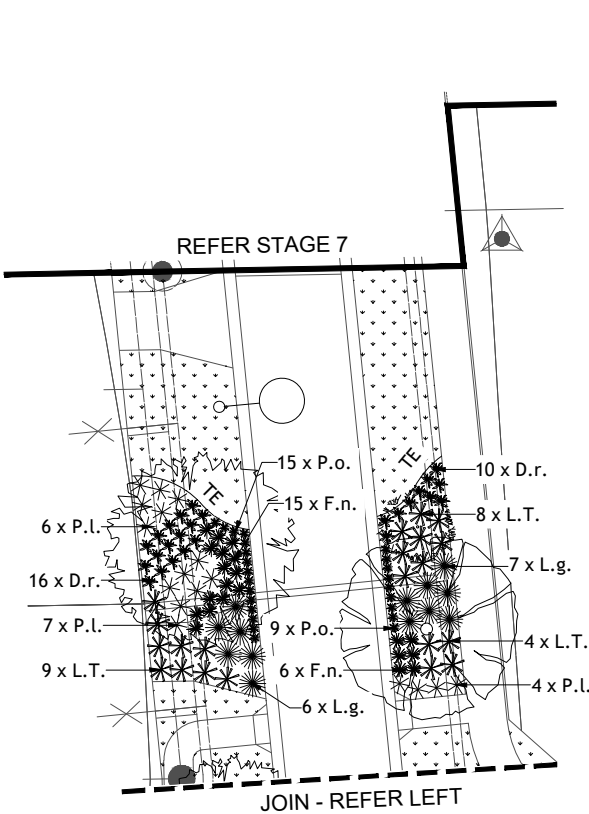 REFER STAGE 7
TE
15 x P.o.
10 x D.r.
TE
15 x F.n.
8 x L.T.
6 x P.l.
7 x L.g.
16 x D.r.
7 x P.l.
9 x P.o.
4 x L.T.
9 x L.T.
6 x F.n.
4 x P.l.
6 x L.g.
JOIN - REFER LEFT